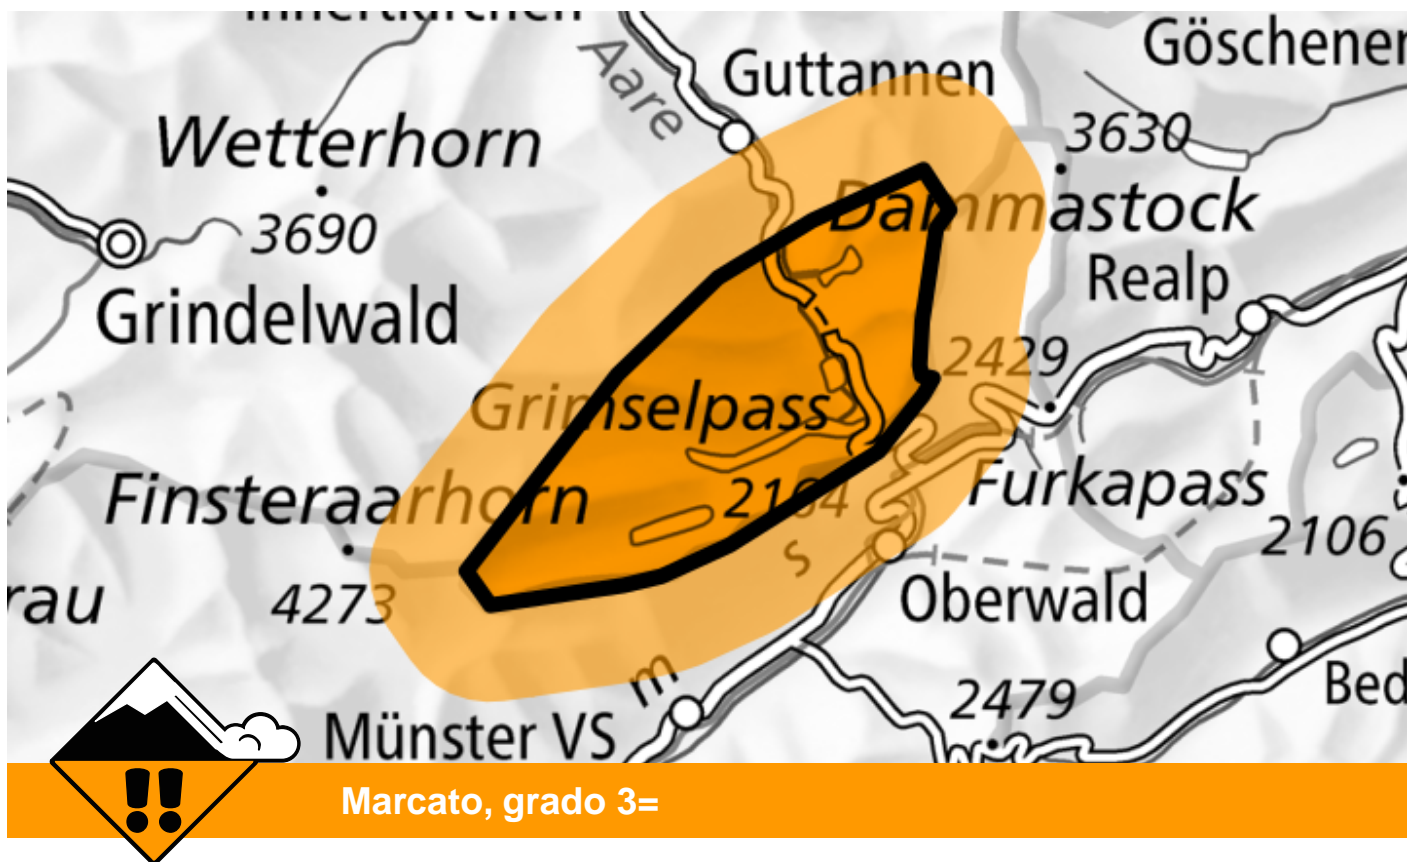 Innertkirchen
Göschener
Guttannen
Aare
3630
Wetterhorn
Dammastock
3690
Realp
Grindelwald
2429
Grimselpass
Finsteraarhorn
2164
Furkapass
2106
s
rau
4273
Oberwald
m
2479
Bed
Münster VS
!!
Marcato, grado 3=